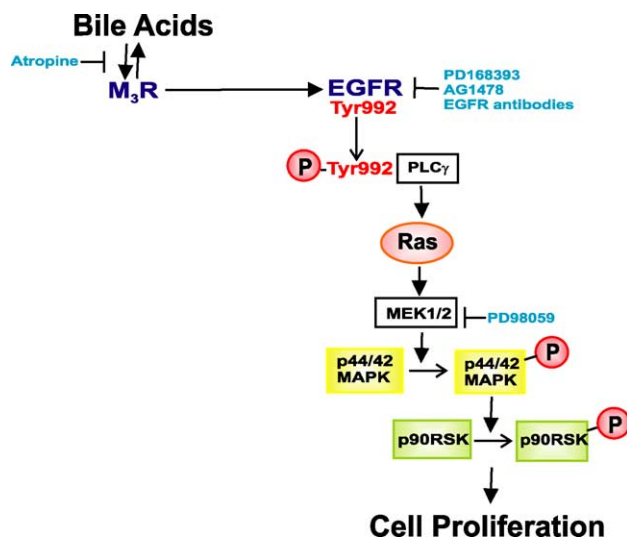 Bile Acids
Atropine
M₃R
EGFR
Tyr992
PD168393
AG1478
EGFR antibodies
P
Tyr992
PLCγ
Ras
MEK1/2
PD98059
p44/42
MAPK
p44/42
MAPK
P
p90RSK
p90RSK
P
Cell Proliferation